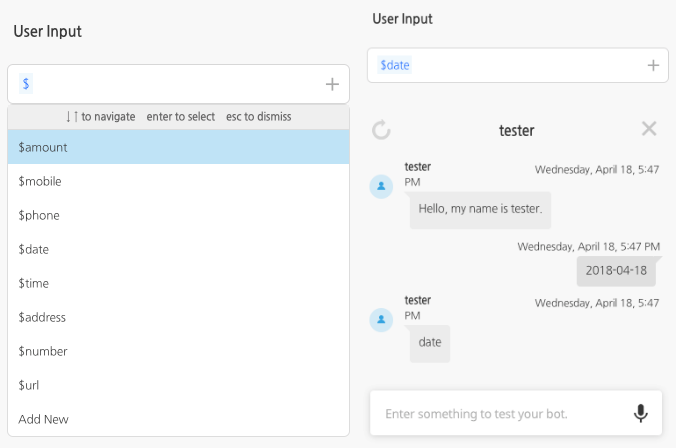 User Input
$
↓↑ to navigate enter to select esc to dismiss
$amount
$mobile
$phone
$date
$time
$address
$number
$url
Add New
User Input
$date
tester
tester Wednesday, April 18, 5:47
PM
Hello, my name is tester.
Wednesday, April 18, 5:47 PM
2018-04-18
tester Wednesday, April 18, 5:47
PM
date
Enter something to test your bot.